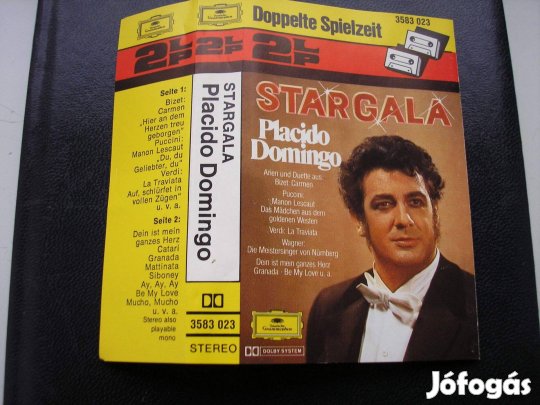 Deutsche
Grammophon
2LP
Seite 1:
Bizet:
Carmen
„Hier an dem
Herzen treu
geborgen"
Puccini:
Manon Lescaut
„Du, du
Geliebter, du"
Verdi:
La Traviata
Auf, schlürfet in
vollen Zügen"
u. v. a.
Seite 2:
Dein ist mein
ganzes Herz
Catari
Granada
Mattinata
Siboney
Ay, Ay, Ay
Be My Love
Mucho, Mucho
u. v. a.
Stereo also
playable
mono
2LP
STARGALA
Placido Domingo
3583 023
STEREO
Doppelte Spielzeit
3583 023
2LP
STARGALA
Placido
Domingo
Arien und Duette aus:
Bizet: Carmen
Puccini:
Manon Lescaut
Das Mädchen aus dem
goldenen Westen
Verdi: La Traviata
Wagner:
Die Meistersinger von Nürnberg
Dein ist mein ganzes Herz
Granada · Be My Love u. a.
Deutsche
Grammophon
DOLBY SYSTEM
Jófogás